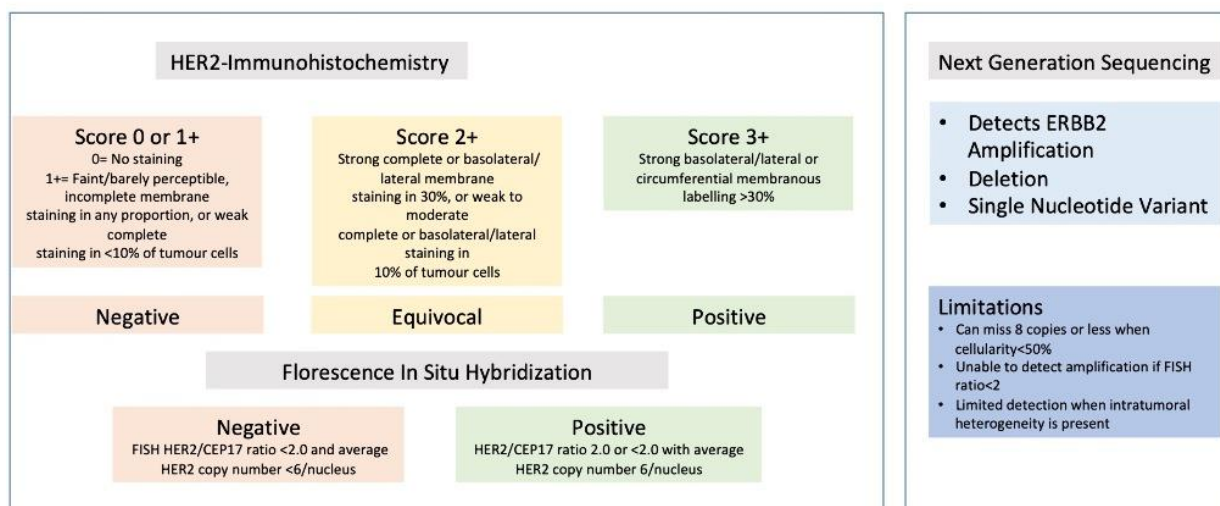 HER2-Immunohistochemistry
Score 0 or 1+
0= No staining
1+= Faint/barely perceptible,
incomplete membrane
staining in any proportion, or weak
complete
staining in <10% of tumour cells
Score 2+
Strong complete or basolateral/
lateral membrane
staining in 30%, or weak to
moderate
complete or basolateral/lateral
staining in
10% of tumour cells
Score 3+
Strong basolateral/lateral or
circumferential membranous
labelling >30%
Negative
Equivocal
Positive
Florescence In Situ Hybridization
Negative
FISH HER2/CEP17 ratio <2.0 and average
HER2 copy number <6/nucleus
Positive
HER2/CEP17 ratio 2.0 or <2.0 with average
HER2 copy number 6/nucleus
Next Generation Sequencing
• Detects ERBB2
Amplification
• Deletion
• Single Nucleotide Variant
Limitations
• Can miss 8 copies or less when
cellularity<50%
• Unable to detect amplification if FISH
ratio<2
• Limited detection when intratumoral
heterogeneity is present